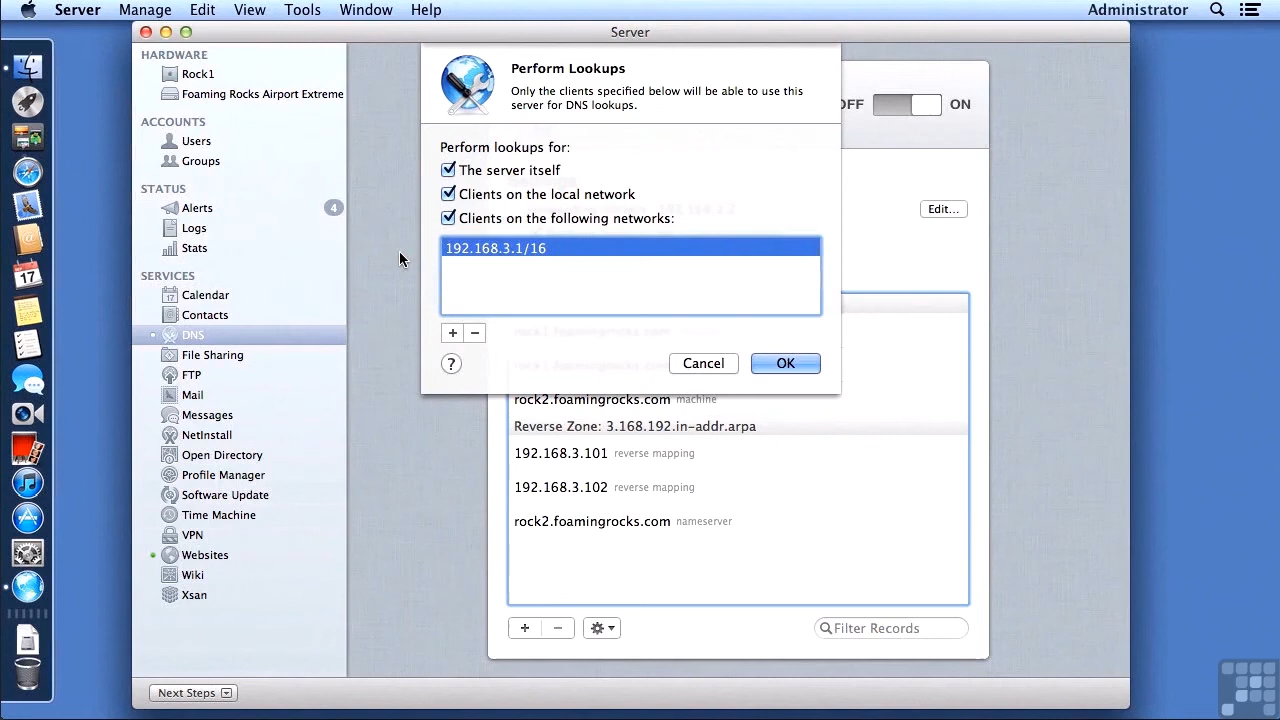 Server Manage Edit View Tools Window Help Administrator
Server
HARDWARE
Rock1
Foaming Rocks Airport Extreme
ACCOUNTS
Users
Groups
STATUS
Alerts 4
Logs
Stats
SERVICES
Calendar
Contacts
DNS
File Sharing
FTP
Mail
Messages
NetInstall
Open Directory
Profile Manager
Software Update
Time Machine
VPN
Websites
Wiki
Xsan
Next Steps
Perform Lookups
Only the clients specified below will be able to use this
server for DNS lookups.
Perform lookups for:
The server itself
Clients on the local network
Clients on the following networks:
192.168.3.1/16
+ −
? Cancel OK
OFF ON
Edit...
rock2.foamingrocks.com machine
Reverse Zone: 3.168.192.in-addr.arpa
192.168.3.101 reverse mapping
192.168.3.102 reverse mapping
rock2.foamingrocks.com nameserver
+ − Filter Records
17